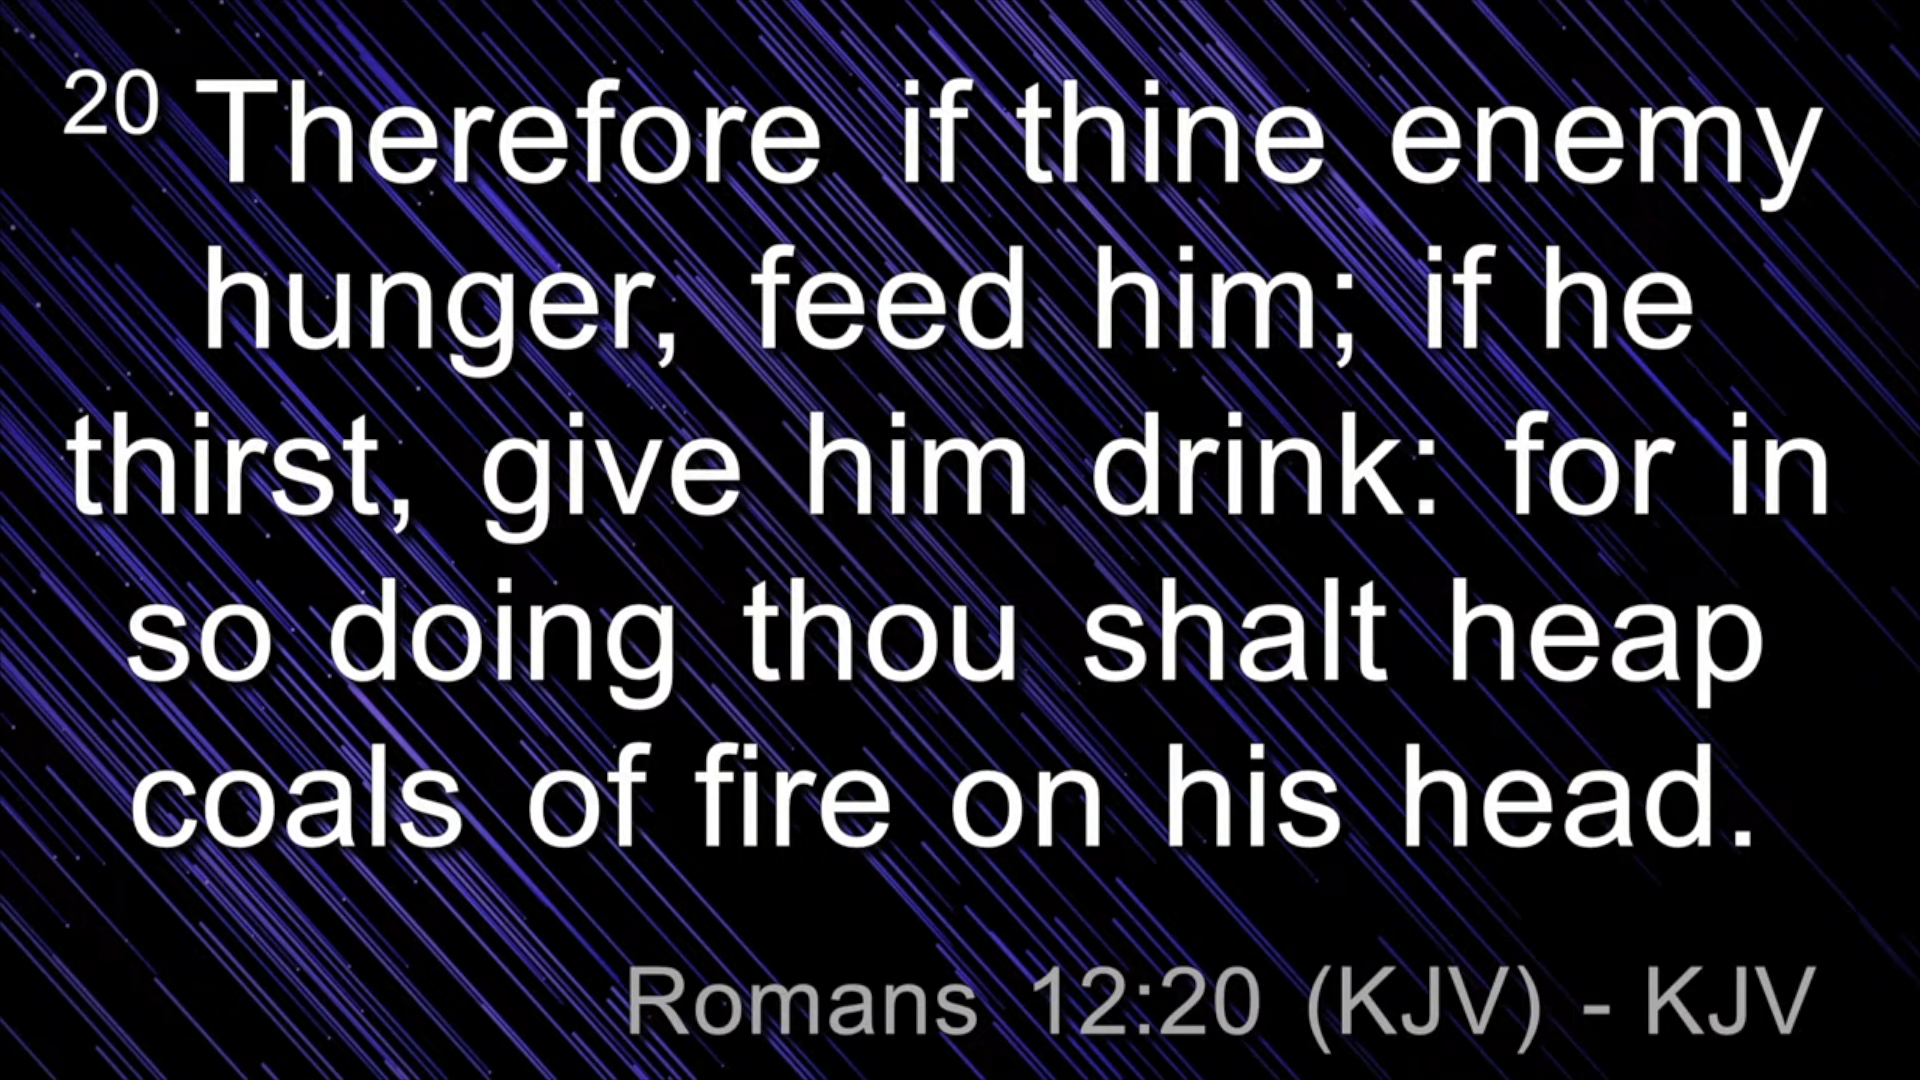 20 Therefore if thine enemy
hunger, feed him; if he
thirst, give him drink: for in
so doing thou shalt heap
coals of fire on his head.
Romans 12:20 (KJV) - KJV